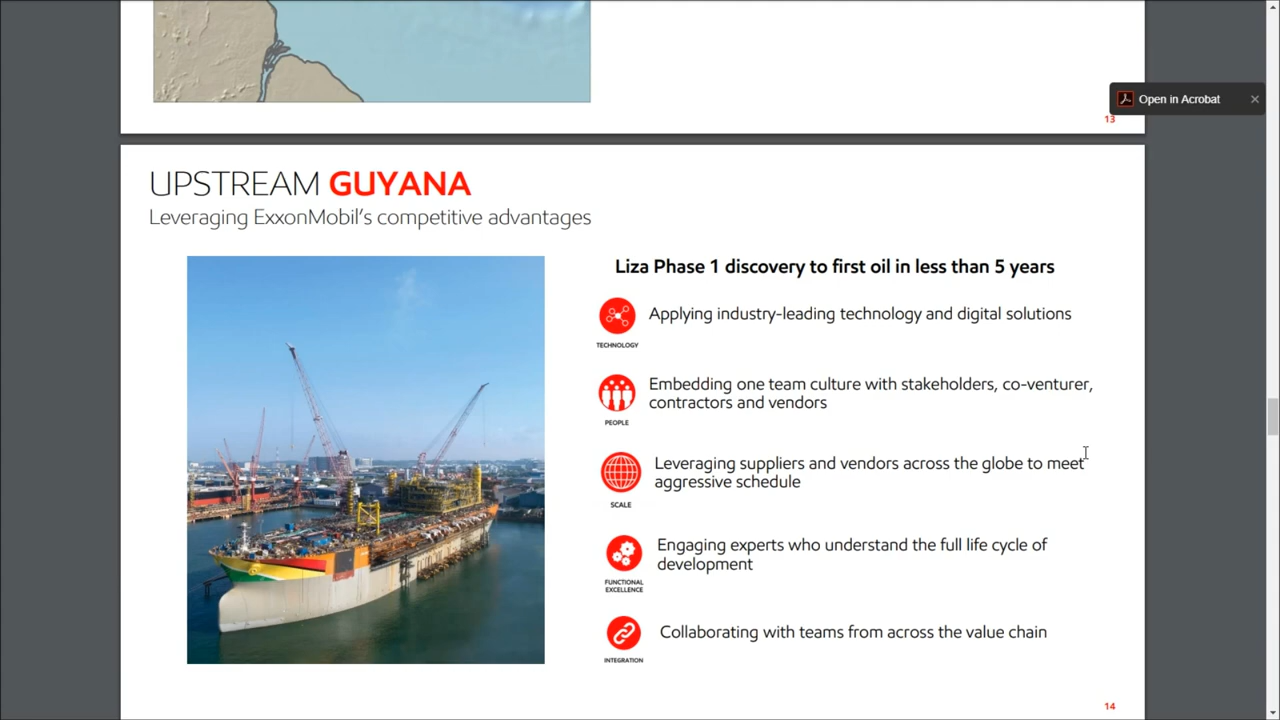 Open in Acrobat
13
UPSTREAM GUYANA
Leveraging ExxonMobil's competitive advantages
Liza Phase 1 discovery to first oil in less than 5 years
Applying industry-leading technology and digital solutions
TECHNOLOGY
Embedding one team culture with stakeholders, co-venturer,
contractors and vendors
PEOPLE
Leveraging suppliers and vendors across the globe to meet
aggressive schedule
SCALE
Engaging experts who understand the full life cycle of
development
FUNCTIONAL
EXCELLENCE
Collaborating with teams from across the value chain
INTEGRATION
14